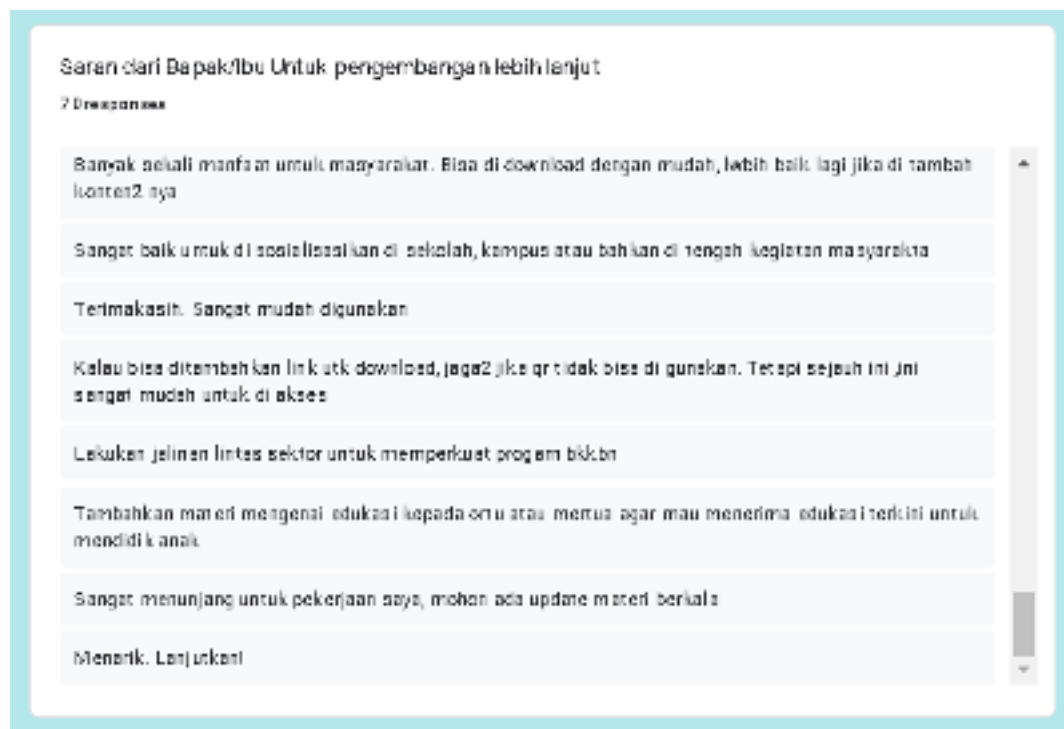 Saran dari Bapak/Ibu Untuk pengembangan lebih lanjut
70 responses
Banyak sekali manfaat untuk masyarakat. Bisa di download dengan mudah, lebih baik lagi jika di tambah
konten2 nya
Sangat baik untuk di sosialisasikan di sekolah, kampus atau bahkan di tengah kegiatan masyarakta
Terimakasih. Sangat mudah digunakan
Kalau bisa ditambahkan link utk download, jaga2 jika qr tidak bisa di gunakan. Tetapi sejauh ini ,ini
sangat mudah untuk di akses
Lakukan jalinan lintas sektor untuk memperkuat progam bkkbn
Tambahkan materi mengenai edukasi kepada ortu atau mertua agar mau menerima edukasi terkini untuk
mendidik anak
Sangat menunjang untuk pekerjaan saya, mohon ada update materi berkala
Menarik. Lanjutkan!